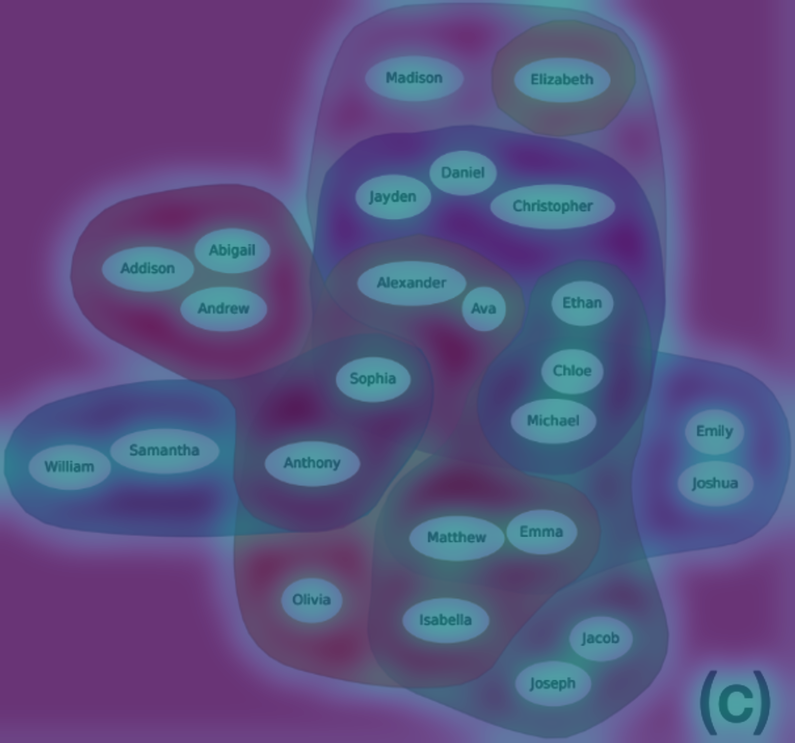 Madison
Elizabeth
Daniel
Jayden
Christopher
Abigail
Addison
Alexander
Andrew
Ava
Ethan
Chloe
Sophia
Michael
Emily
Samantha
William
Anthony
Joshua
Matthew
Emma
Olivia
Isabella
Jacob
Joseph
(C)